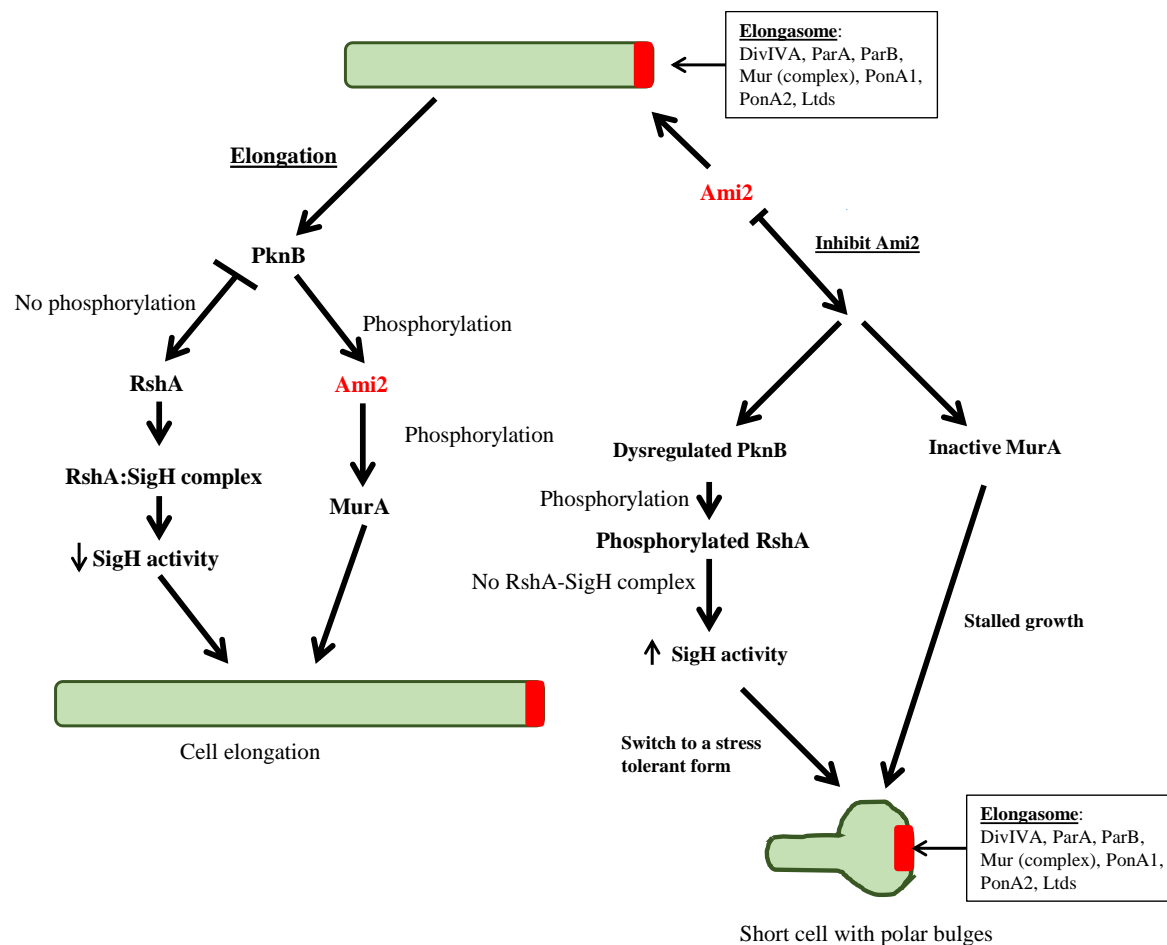 Elongasome:
DivIVA, ParA, ParB,
Mur (complex), PonA1,
PonA2, Ltds
Elongation
Ami2
Inhibit Ami2
PknB
No phosphorylation
Phosphorylation
RshA
Ami2
Phosphorylation
Dysregulated PknB
Inactive MurA
RshA:SigH complex
Phosphorylation
MurA
Phosphorylated RshA
↓ SigH activity
No RshA-SigH complex
Stalled growth
↑ SigH activity
Cell elongation
Switch to a stress
tolerant form
Elongasome:
DivIVA, ParA, ParB,
Mur (complex), PonA1,
PonA2, Ltds
Short cell with polar bulges